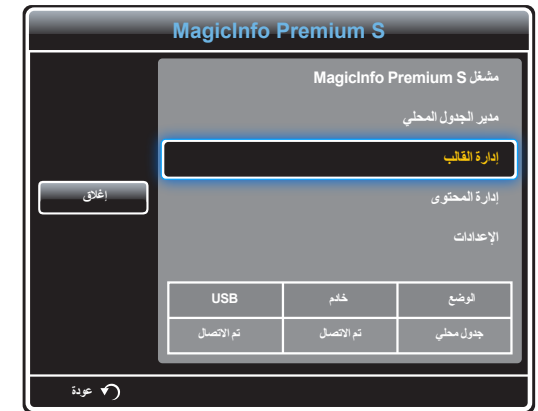 MagicInfo Premium S
مشغل MagicInfo Premium S
مدير الجدول المحلي
إدارة القالب
إدارة المحتوى
الإعدادات
إغلاق
الوضع خادم USB
جدول محلي تم الاتصال تم الاتصال
عودة